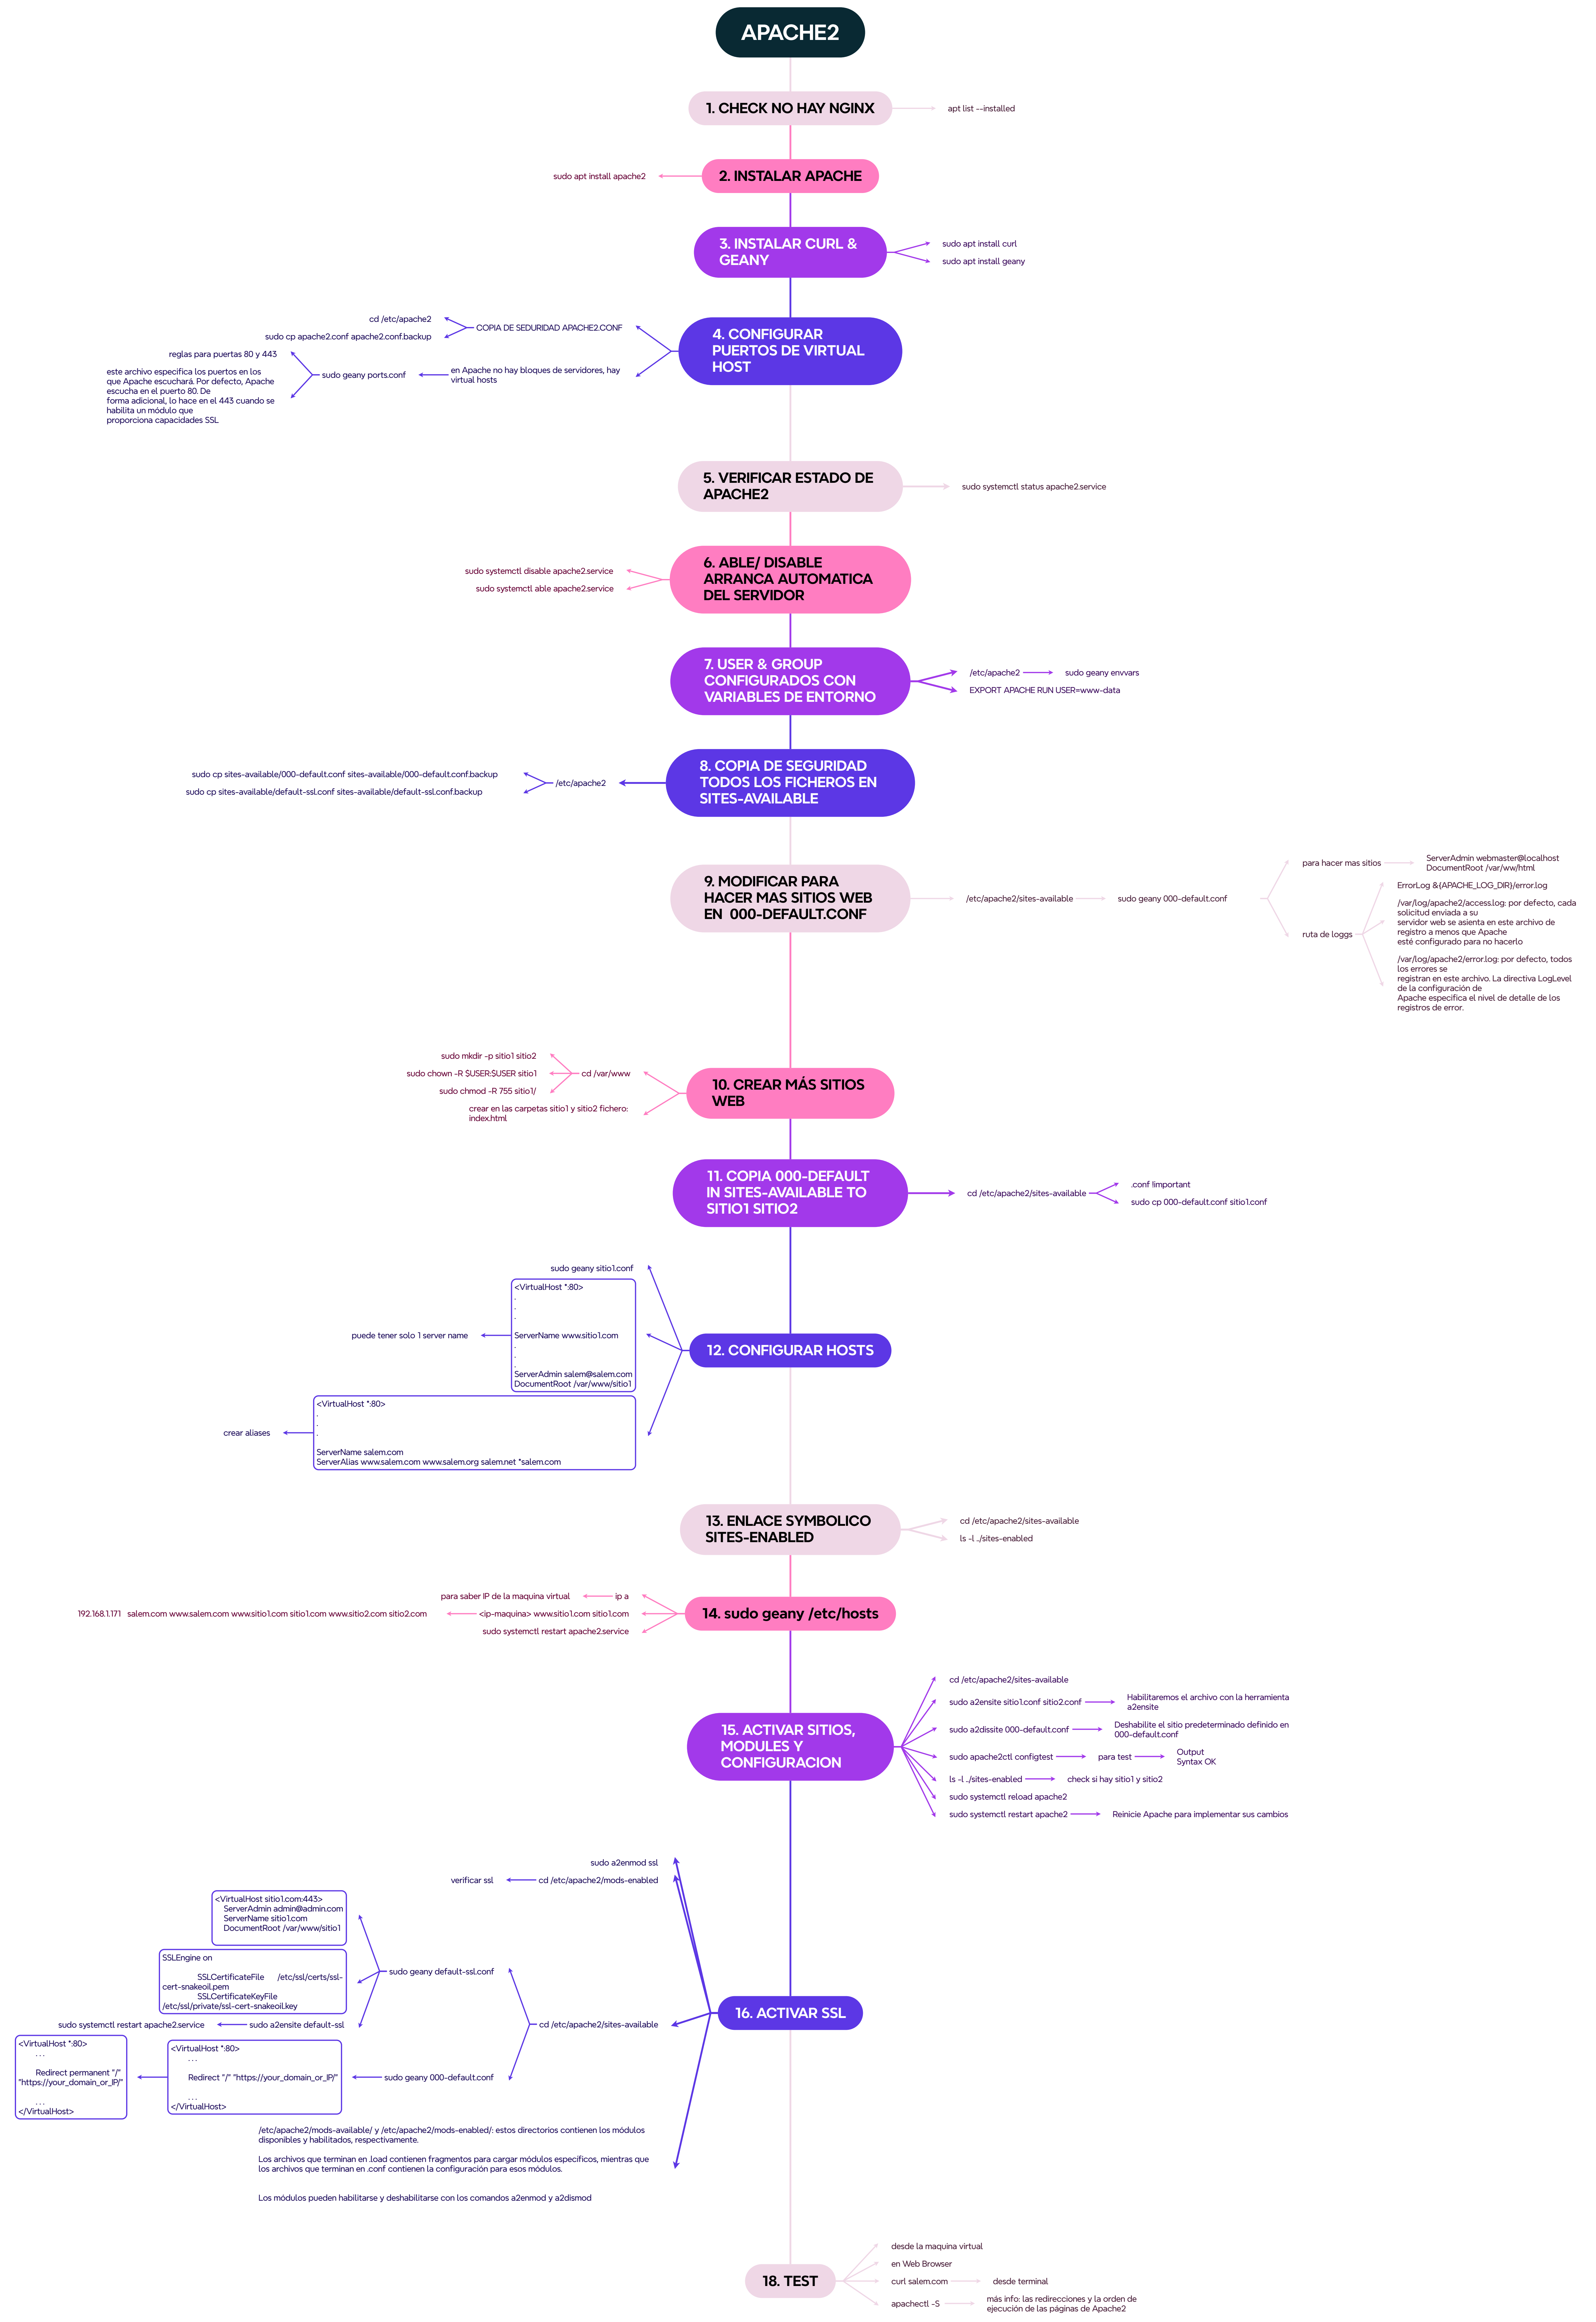 APACHE2
1. CHECK NO HAY NGINX
apt list --installed
2. INSTALAR APACHE
sudo apt install apache2
3. INSTALAR CURL &
GEANY
sudo apt install curl
sudo apt install geany
4. CONFIGURAR
PUERTOS DE VIRTUAL
HOST
COPIA DE SEDURIDAD APACHE2.CONF
cd /etc/apache2
sudo cp apache2.conf apache2.conf.backup
en Apache no hay bloques de servidores, hay
virtual hosts
sudo geany ports.conf
reglas para puertas 80 y 443
este archivo especifica los puertos en los
que Apache escuchará. Por defecto, Apache
escucha en el puerto 80. De
forma adicional, lo hace en el 443 cuando se
habilita un módulo que
proporciona capacidades SSL
5. VERIFICAR ESTADO DE
APACHE2
sudo systemctl status apache2.service
6. ABLE/ DISABLE
ARRANCA AUTOMATICA
DEL SERVIDOR
sudo systemctl disable apache2.service
sudo systemctl able apache2.service
7. USER & GROUP
CONFIGURADOS CON
VARIABLES DE ENTORNO
/etc/apache2
sudo geany envvars
EXPORT APACHE RUN USER=www-data
8. COPIA DE SEGURIDAD
TODOS LOS FICHEROS EN
SITES-AVAILABLE
/etc/apache2
sudo cp sites-available/000-default.conf sites-available/000-default.conf.backup
sudo cp sites-available/default-ssl.conf sites-available/default-ssl.conf.backup
9. MODIFICAR PARA
HACER MAS SITIOS WEB
EN 000-DEFAULT.CONF
/etc/apache2/sites-available
sudo geany 000-default.conf
para hacer mas sitios
ServerAdmin webmaster@localhost
DocumentRoot /var/ww/html
ruta de loggs
ErrorLog &{APACHE_LOG_DIR}/error.log
/var/log/apache2/access.log: por defecto, cada
solicitud enviada a su
servidor web se asienta en este archivo de
registro a menos que Apache
esté configurado para no hacerlo
/var/log/apache2/error.log: por defecto, todos
los errores se
registran en este archivo. La directiva LogLevel
de la configuración de
Apache especifica el nivel de detalle de los
registros de error.
10. CREAR MÁS SITIOS
WEB
cd /var/www
sudo mkdir -p sitio1 sitio2
sudo chown -R $USER:$USER sitio1
sudo chmod -R 755 sitio1/
crear en las carpetas sitio1 y sitio2 fichero:
index.html
11. COPIA 000-DEFAULT
IN SITES-AVAILABLE TO
SITIO1 SITIO2
cd /etc/apache2/sites-available
.conf !important
sudo cp 000-default.conf sitio1.conf
12. CONFIGURAR HOSTS
sudo geany sitio1.conf
<VirtualHost *:80>
.
.
.
ServerName www.sitio1.com
.
.
.
ServerAdmin salem@salem.com
DocumentRoot /var/www/sitio1
puede tener solo 1 server name
<VirtualHost *:80>
.
.
.
ServerName salem.com
ServerAlias www.salem.com www.salem.org salem.net *salem.com
crear aliases
13. ENLACE SYMBOLICO
SITES-ENABLED
cd /etc/apache2/sites-available
ls -l ../sites-enabled
14. sudo geany /etc/hosts
ip a
para saber IP de la maquina virtual
<ip-maquina> www.sitio1.com sitio1.com
192.168.1.171 salem.com www.salem.com www.sitio1.com sitio1.com www.sitio2.com sitio2.com
sudo systemctl restart apache2.service
15. ACTIVAR SITIOS,
MODULES Y
CONFIGURACION
cd /etc/apache2/sites-available
sudo a2ensite sitio1.conf sitio2.conf
Habilitaremos el archivo con la herramienta
a2ensite
sudo a2dissite 000-default.conf
Deshabilite el sitio predeterminado definido en
000-default.conf
sudo apache2ctl configtest
para test
Output
Syntax OK
ls -l ../sites-enabled
check si hay sitio1 y sitio2
sudo systemctl reload apache2
sudo systemctl restart apache2
Reinicie Apache para implementar sus cambios
16. ACTIVAR SSL
sudo a2enmod ssl
cd /etc/apache2/mods-enabled
verificar ssl
cd /etc/apache2/sites-available
sudo geany default-ssl.conf
<VirtualHost sitio1.com:443>
ServerAdmin admin@admin.com
ServerName sitio1.com
DocumentRoot /var/www/sitio1
SSLEngine on
SSLCertificateFile /etc/ssl/certs/ssl-
cert-snakeoil.pem
SSLCertificateKeyFile
/etc/ssl/private/ssl-cert-snakeoil.key
sudo a2ensite default-ssl
sudo systemctl restart apache2.service
sudo geany 000-default.conf
<VirtualHost *:80>
. . .
Redirect "/" "https://your_domain_or_IP/"
. . .
</VirtualHost>
<VirtualHost *:80>
. . .
Redirect permanent "/"
"https://your_domain_or_IP/"
. . .
</VirtualHost>
/etc/apache2/mods-available/ y /etc/apache2/mods-enabled/: estos directorios contienen los módulos
disponibles y habilitados, respectivamente.
Los archivos que terminan en .load contienen fragmentos para cargar módulos específicos, mientras que
los archivos que terminan en .conf contienen la configuración para esos módulos.
Los módulos pueden habilitarse y deshabilitarse con los comandos a2enmod y a2dismod
18. TEST
desde la maquina virtual
en Web Browser
curl salem.com
desde terminal
apachectl -S
más info: las redirecciones y la orden de
ejecución de las páginas de Apache2